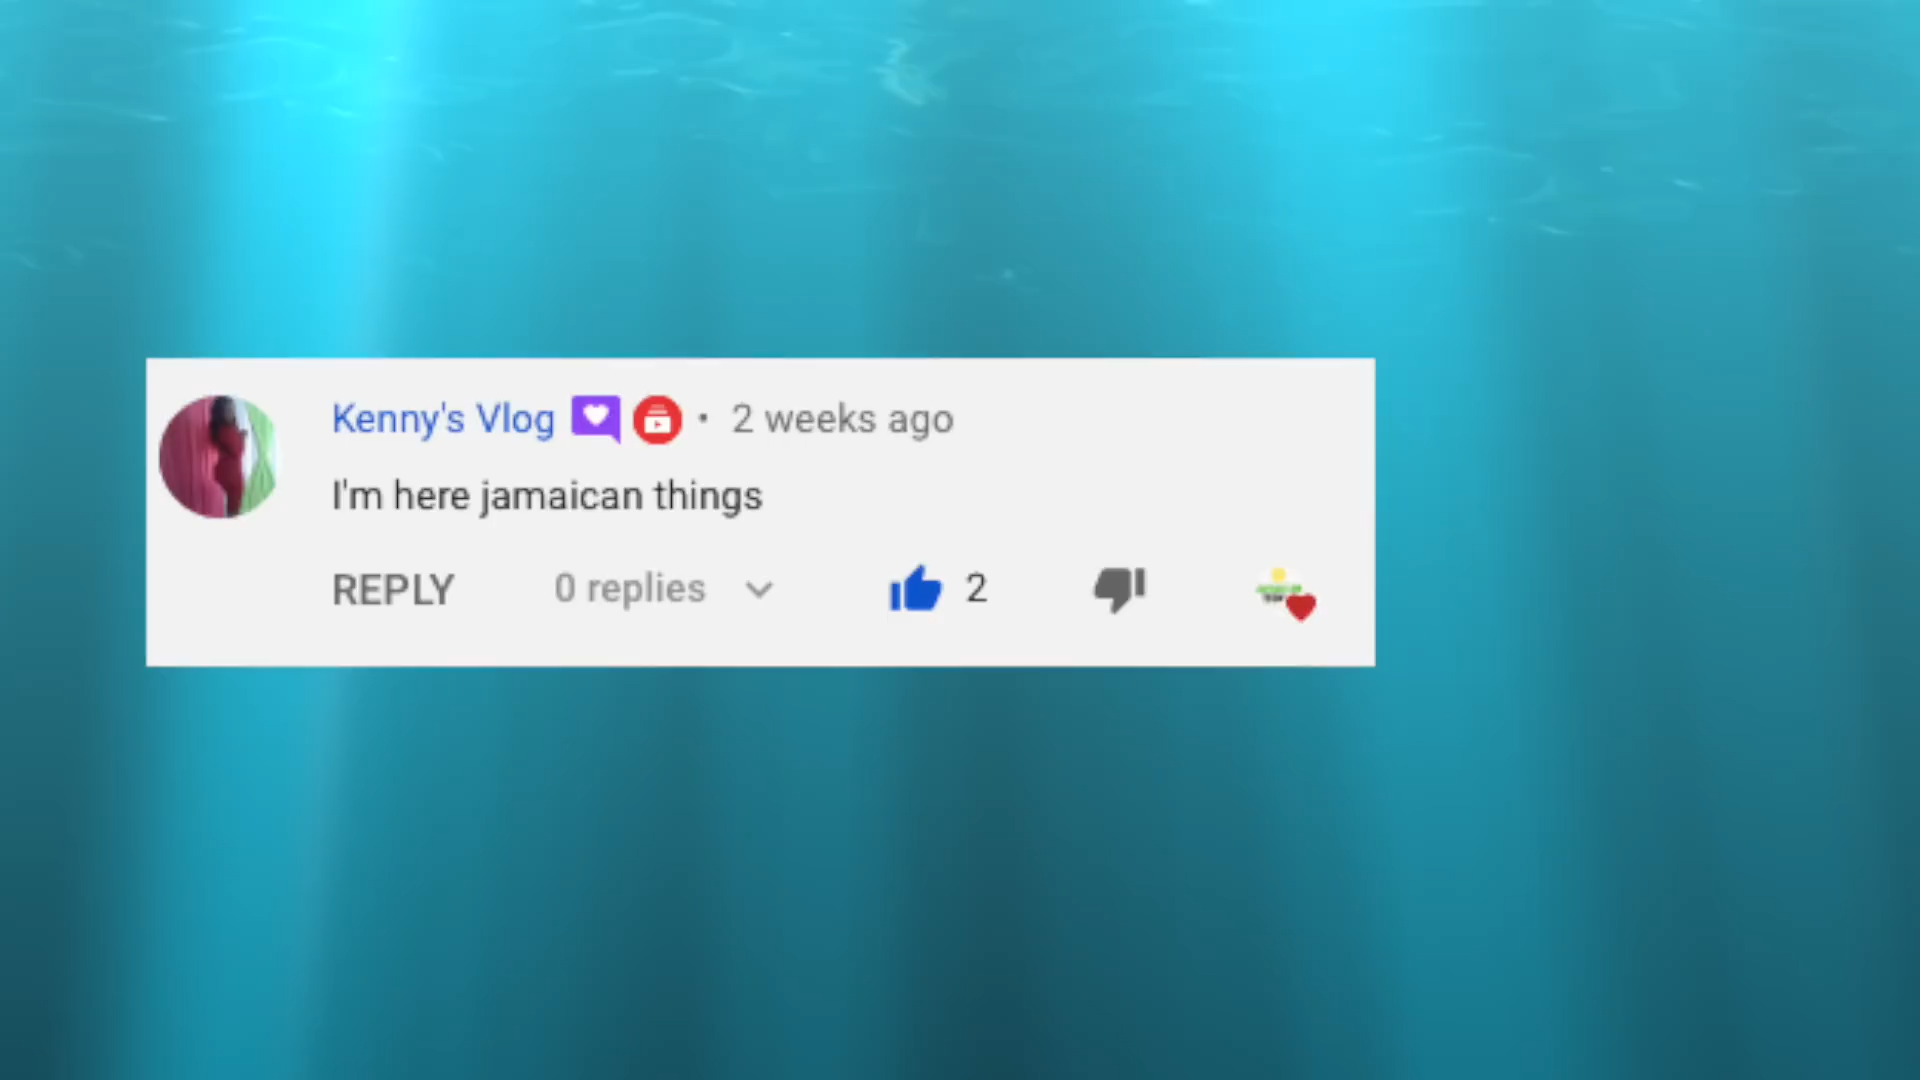 Kenny's Vlog • 2 weeks ago
I'm here jamaican things
REPLY 0 replies 2